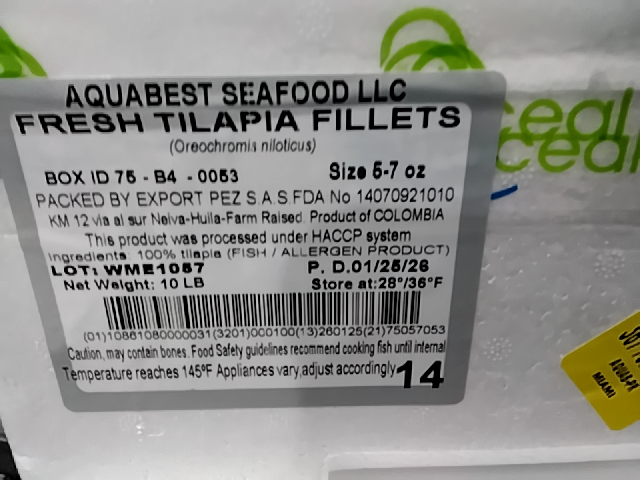 AQUABEST SEAFOOD LLC
FRESH TILAPIA FILLETS
(Oreochromis niloticus)
BOX ID 75 - B4 - 0053 Size 5-7 oz
PACKED BY EXPORT PEZ S.A.S.FDA No 14070921010
KM 12 via al sur Neiva-Huila-Farm Raised. Product of COLOMBIA
This product was processed under HACCP system
Ingredients: 100% tilapia (FISH / ALLERGEN PRODUCT)
LOT: WME1057 P. D.01/25/26
Net Weight: 10 LB Store at:28°/36°F
(01)10861080000031(3201)000100(13)260125(21)75057053
Caution, may contain bones. Food Safety guidelines recommend cooking fish until internal
Temperature reaches 145°F Appliances vary,adjust accordingly 14
ceal
ceal
MIAMI